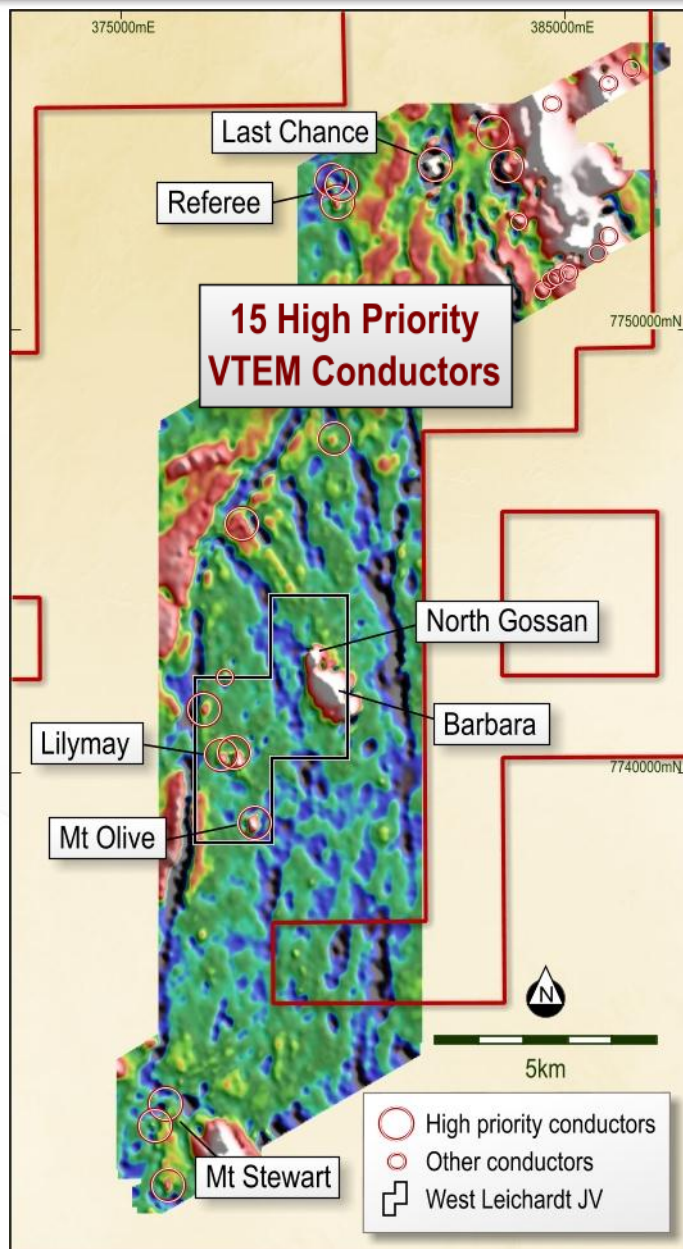 375000mE
385000mE
Last Chance
Referee
15 High Priority
VTEM Conductors
7750000mN
North Gossan
Barbara
Lilymay
7740000mN
Mt Olive
N
5km
High priority conductors
Other conductors
West Leichardt JV
Mt Stewart